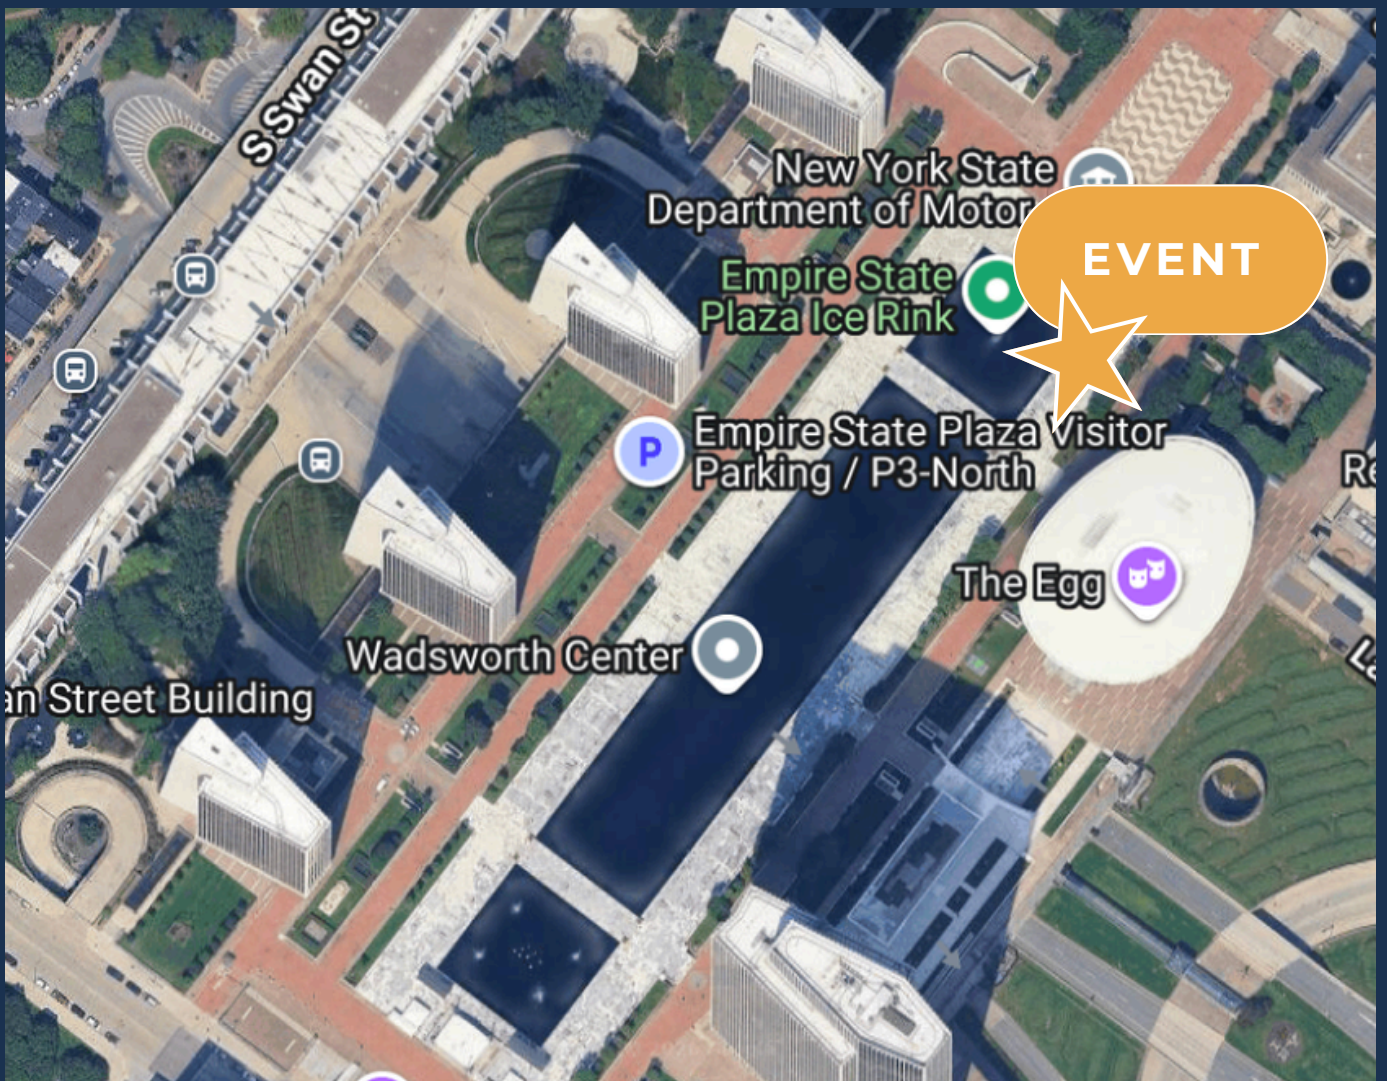 S Swan St
New York State
Department of Motor
EVENT
Empire State
Plaza Ice Rink
P
Empire State Plaza Visitor
Parking / P3-North
The Egg
Wadsworth Center
an Street Building